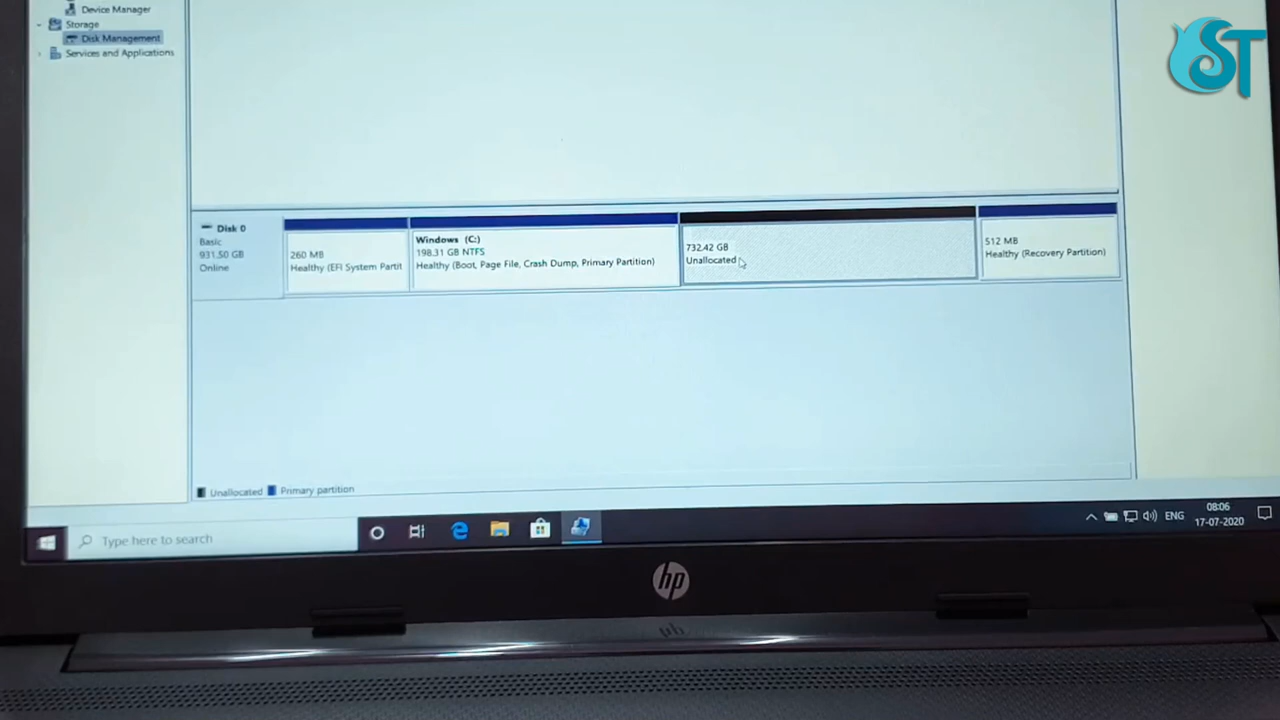 Device Manager
Storage
Disk Management
Services and Applications
ST
Disk 0
Basic
931.50 GB
Online
260 MB
Healthy (EFI System Partit
Windows (C:)
198.31 GB NTFS
Healthy (Boot, Page File, Crash Dump, Primary Partition)
732.42 GB
Unallocated
512 MB
Healthy (Recovery Partition)
Unallocated
Primary partition
Type here to search
ENG
08:06
17-07-2020
hp